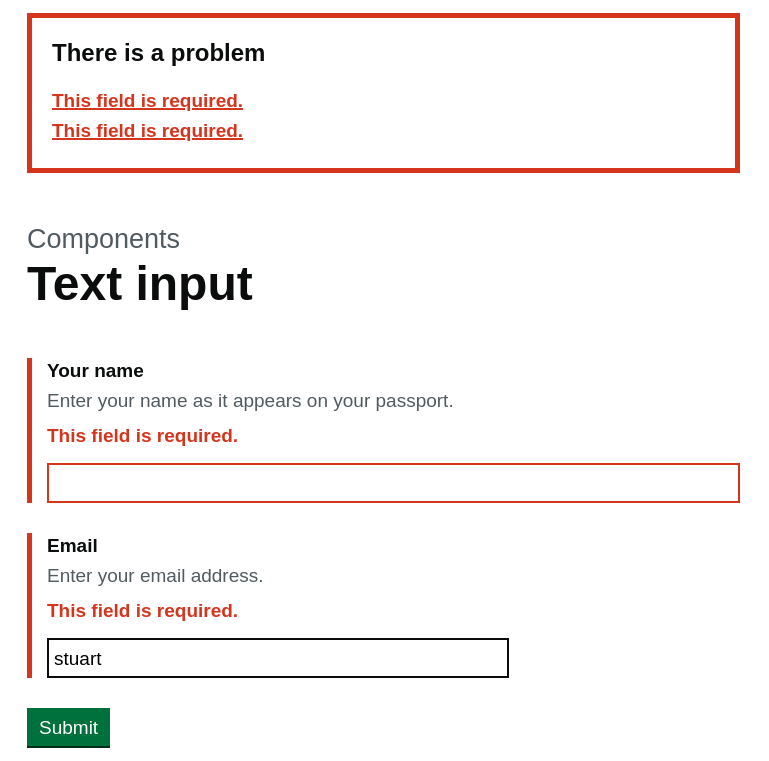 There is a problem
This field is required.
This field is required.
Components
Text input
Your name
Enter your name as it appears on your passport.
This field is required.
Email
Enter your email address.
This field is required.
stuart
Submit